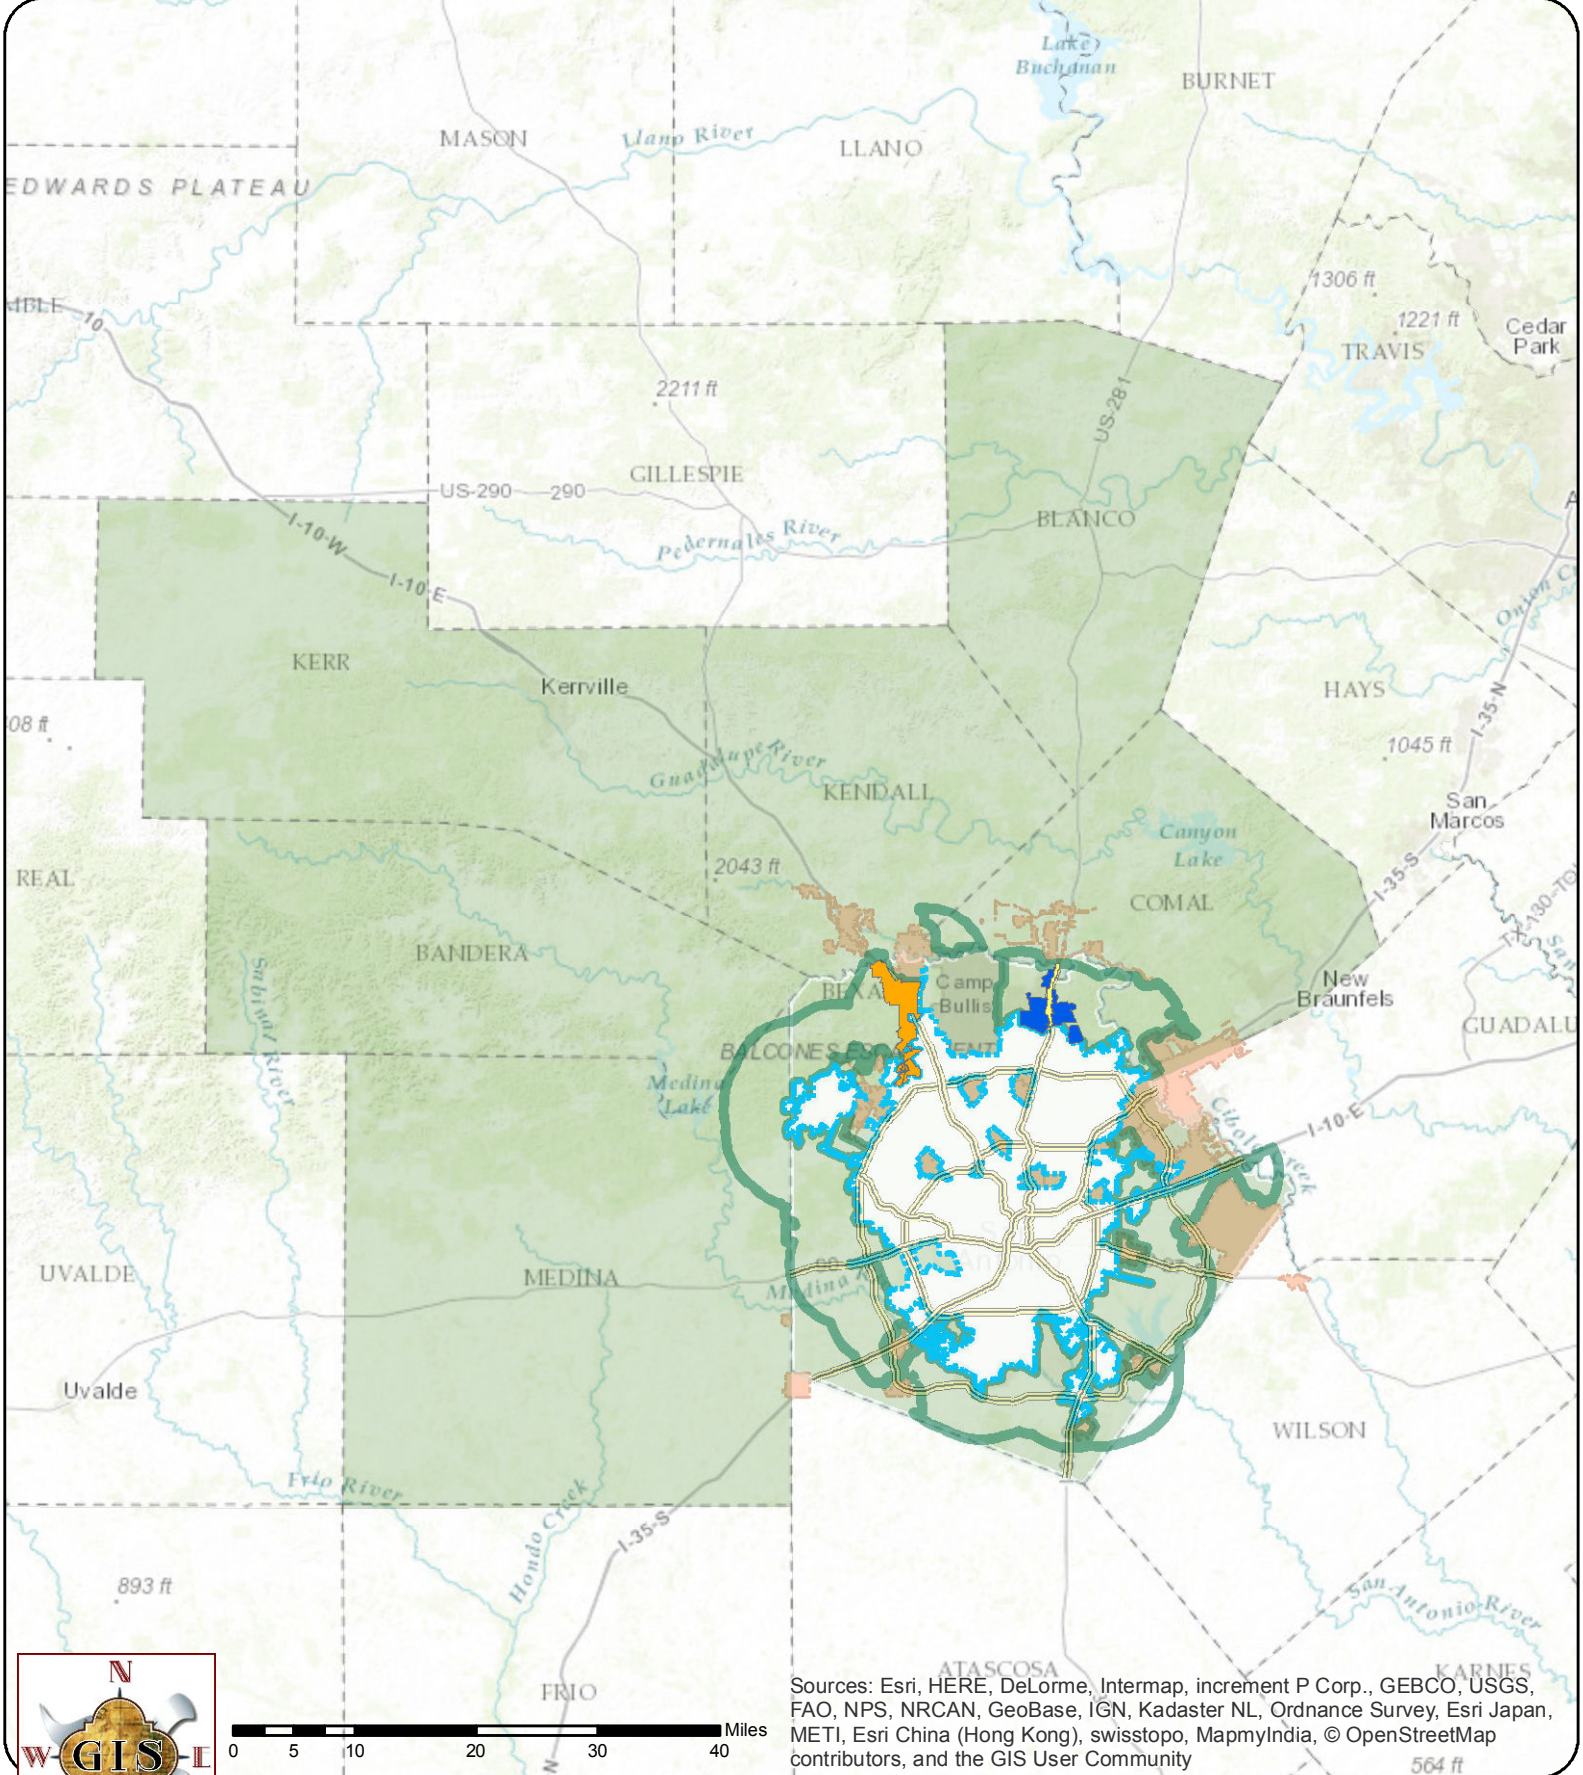 Lake
Buchanan
BURNET
MASON
Llano River
LLANO
EDWARDS PLATEAU
1306 ft
10
1221 ft
Cedar
Park
TRAVIS
2211 ft
US-281
GILLESPIE
US-290
290
I-10-W
BLANCO
Pedernales River
I-10-E
KERR
Kerrville
HAYS
I-35-N
1045 ft
Guadalupe River
KENDALL
San
Marcos
Canyon
Lake
2043 ft
I-35-S
REAL
COMAL
BANDERA
Sabinal River
Camp
Bullis
New
Braunfels
Medina
Lake
I-10-E
UVALDE
MEDINA
Uvalde
WILSON
Frio River
Hondo Creek
I-35-S
893 ft
San Antonio River
ATASCOSA
KARNES
FRIO
N
W
GIS
E
0 5 10 20 30 40
Miles
Sources: Esri, HERE, DeLorme, Intermap, increment P Corp., GEBCO, USGS,
FAO, NPS, NRCAN, GeoBase, IGN, Kadaster NL, Ordnance Survey, Esri Japan,
METI, Esri China (Hong Kong), swisstopo, MapmyIndia, © OpenStreetMap
contributors, and the GIS User Community
564 ft